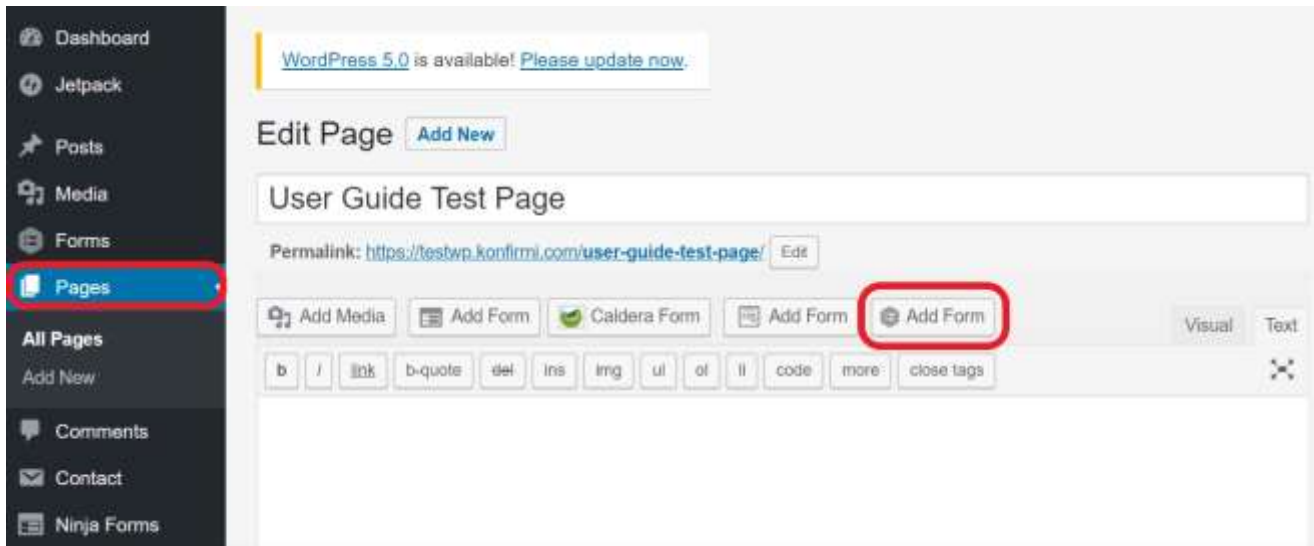 Dashboard
Jetpack
Posts
Media
Forms
Pages
All Pages
Add New
Comments
Contact
Ninja Forms
WordPress 5.0 is available! Please update now.
Edit Page Add New
User Guide Test Page
Permalink: https://testwp.konfirmi.com/user-guide-test-page/ Edit
Add Media Add Form Caldera Form Add Form Add Form Visual Text
b i link b-quote del ins img ul ol li code more close tags